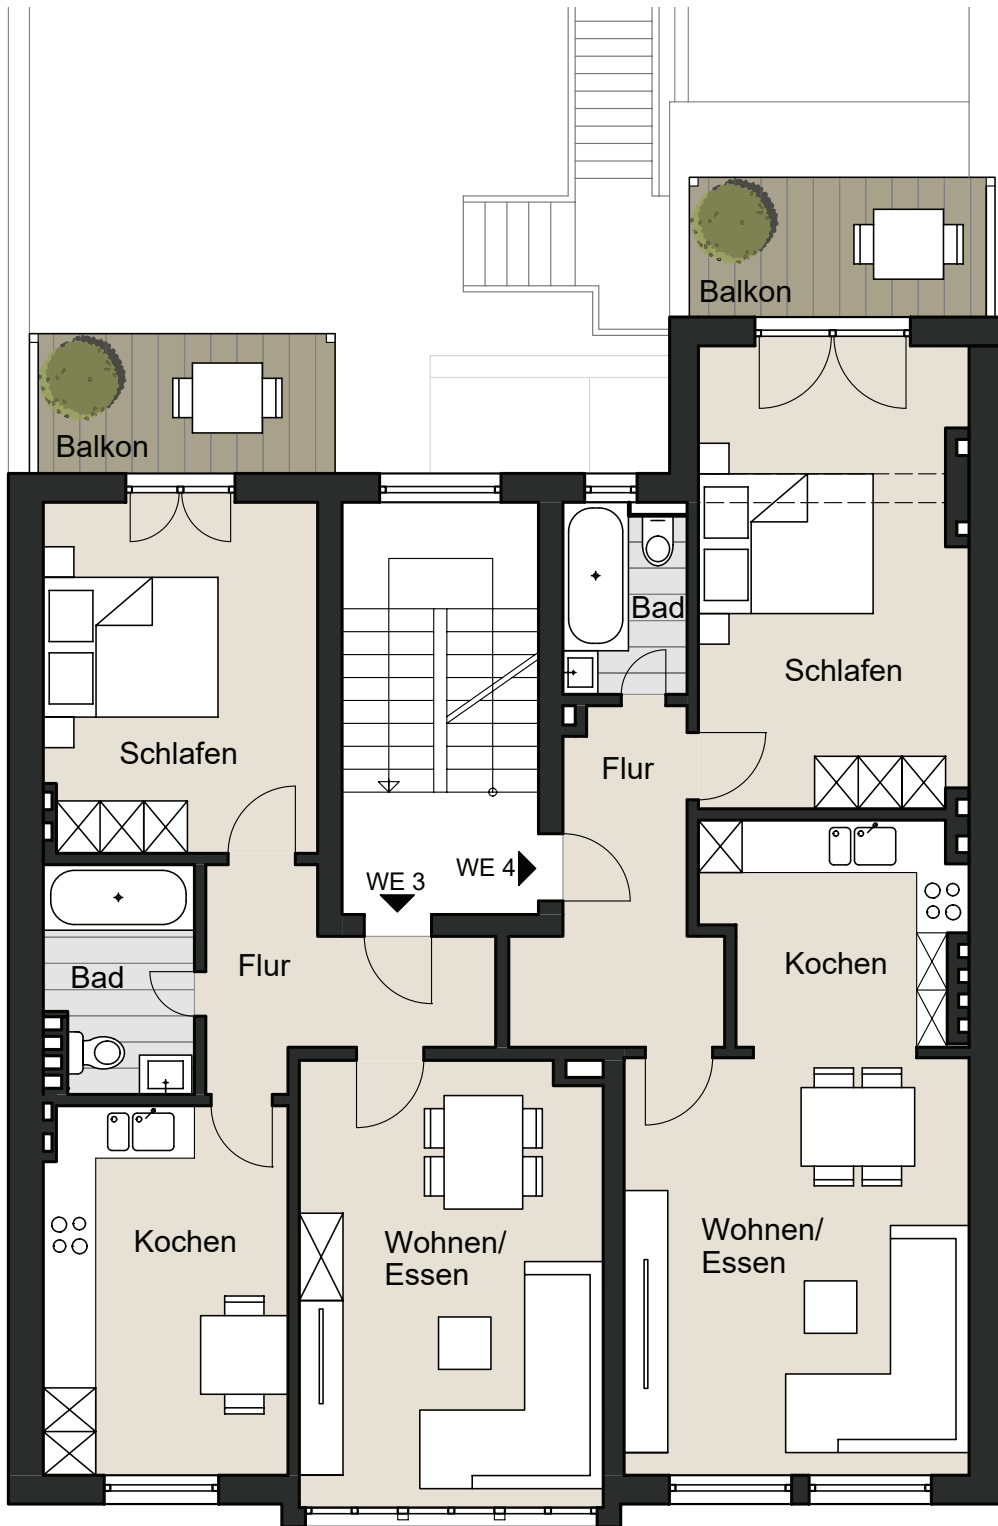 Balkon
Balkon
Bad
Schlafen
Schlafen
Flur
WE 4
WE 3
Kochen
Flur
Bad
Wohnen/
Essen
Kochen
Wohnen/
Essen